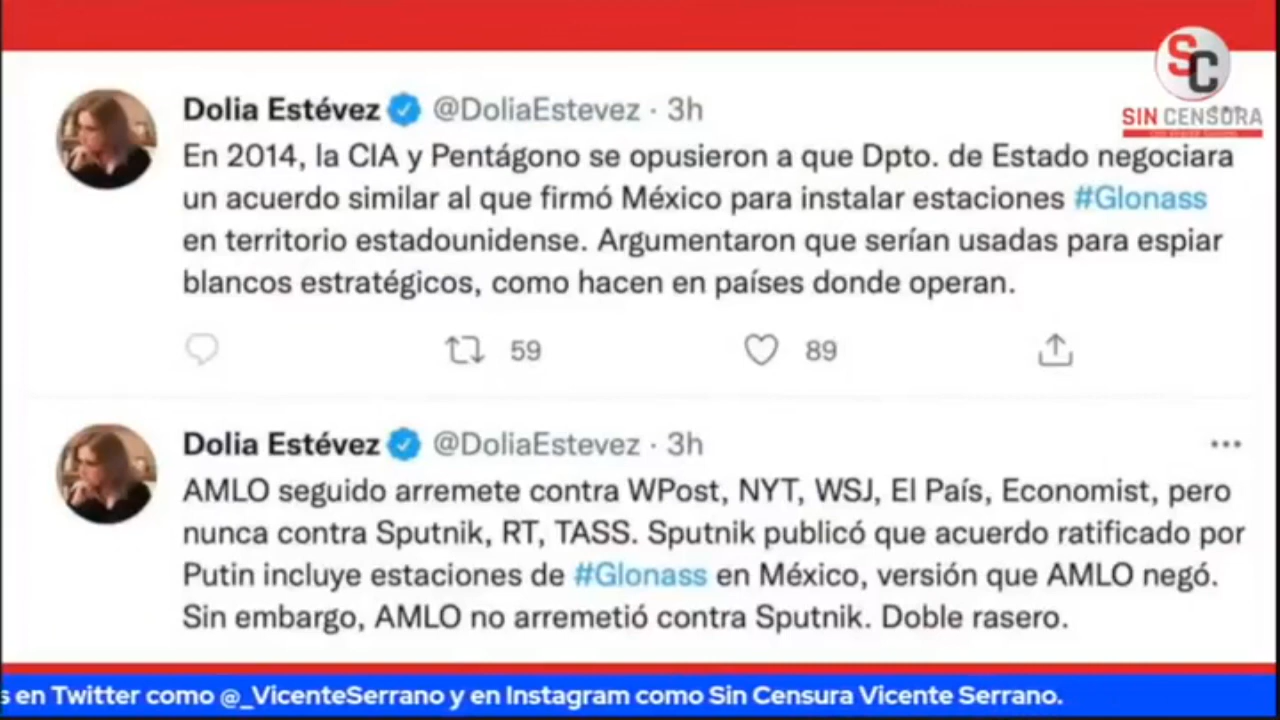 SC
SIN CENSURA
Dolia Estévez @DoliaEstevez · 3h
En 2014, la CIA y Pentágono se opusieron a que Dpto. de Estado negociara
un acuerdo similar al que firmó México para instalar estaciones #Glonass
en territorio estadounidense. Argumentaron que serían usadas para espiar
blancos estratégicos, como hacen en países donde operan.
59 89
Dolia Estévez @DoliaEstevez · 3h
AMLO seguido arremete contra WPost, NYT, WSJ, El País, Economist, pero
nunca contra Sputnik, RT, TASS. Sputnik publicó que acuerdo ratificado por
Putin incluye estaciones de #Glonass en México, versión que AMLO negó.
Sin embargo, AMLO no arremetió contra Sputnik. Doble rasero.
s en Twitter como @_VicenteSerrano y en Instagram como Sin Censura Vicente Serrano.